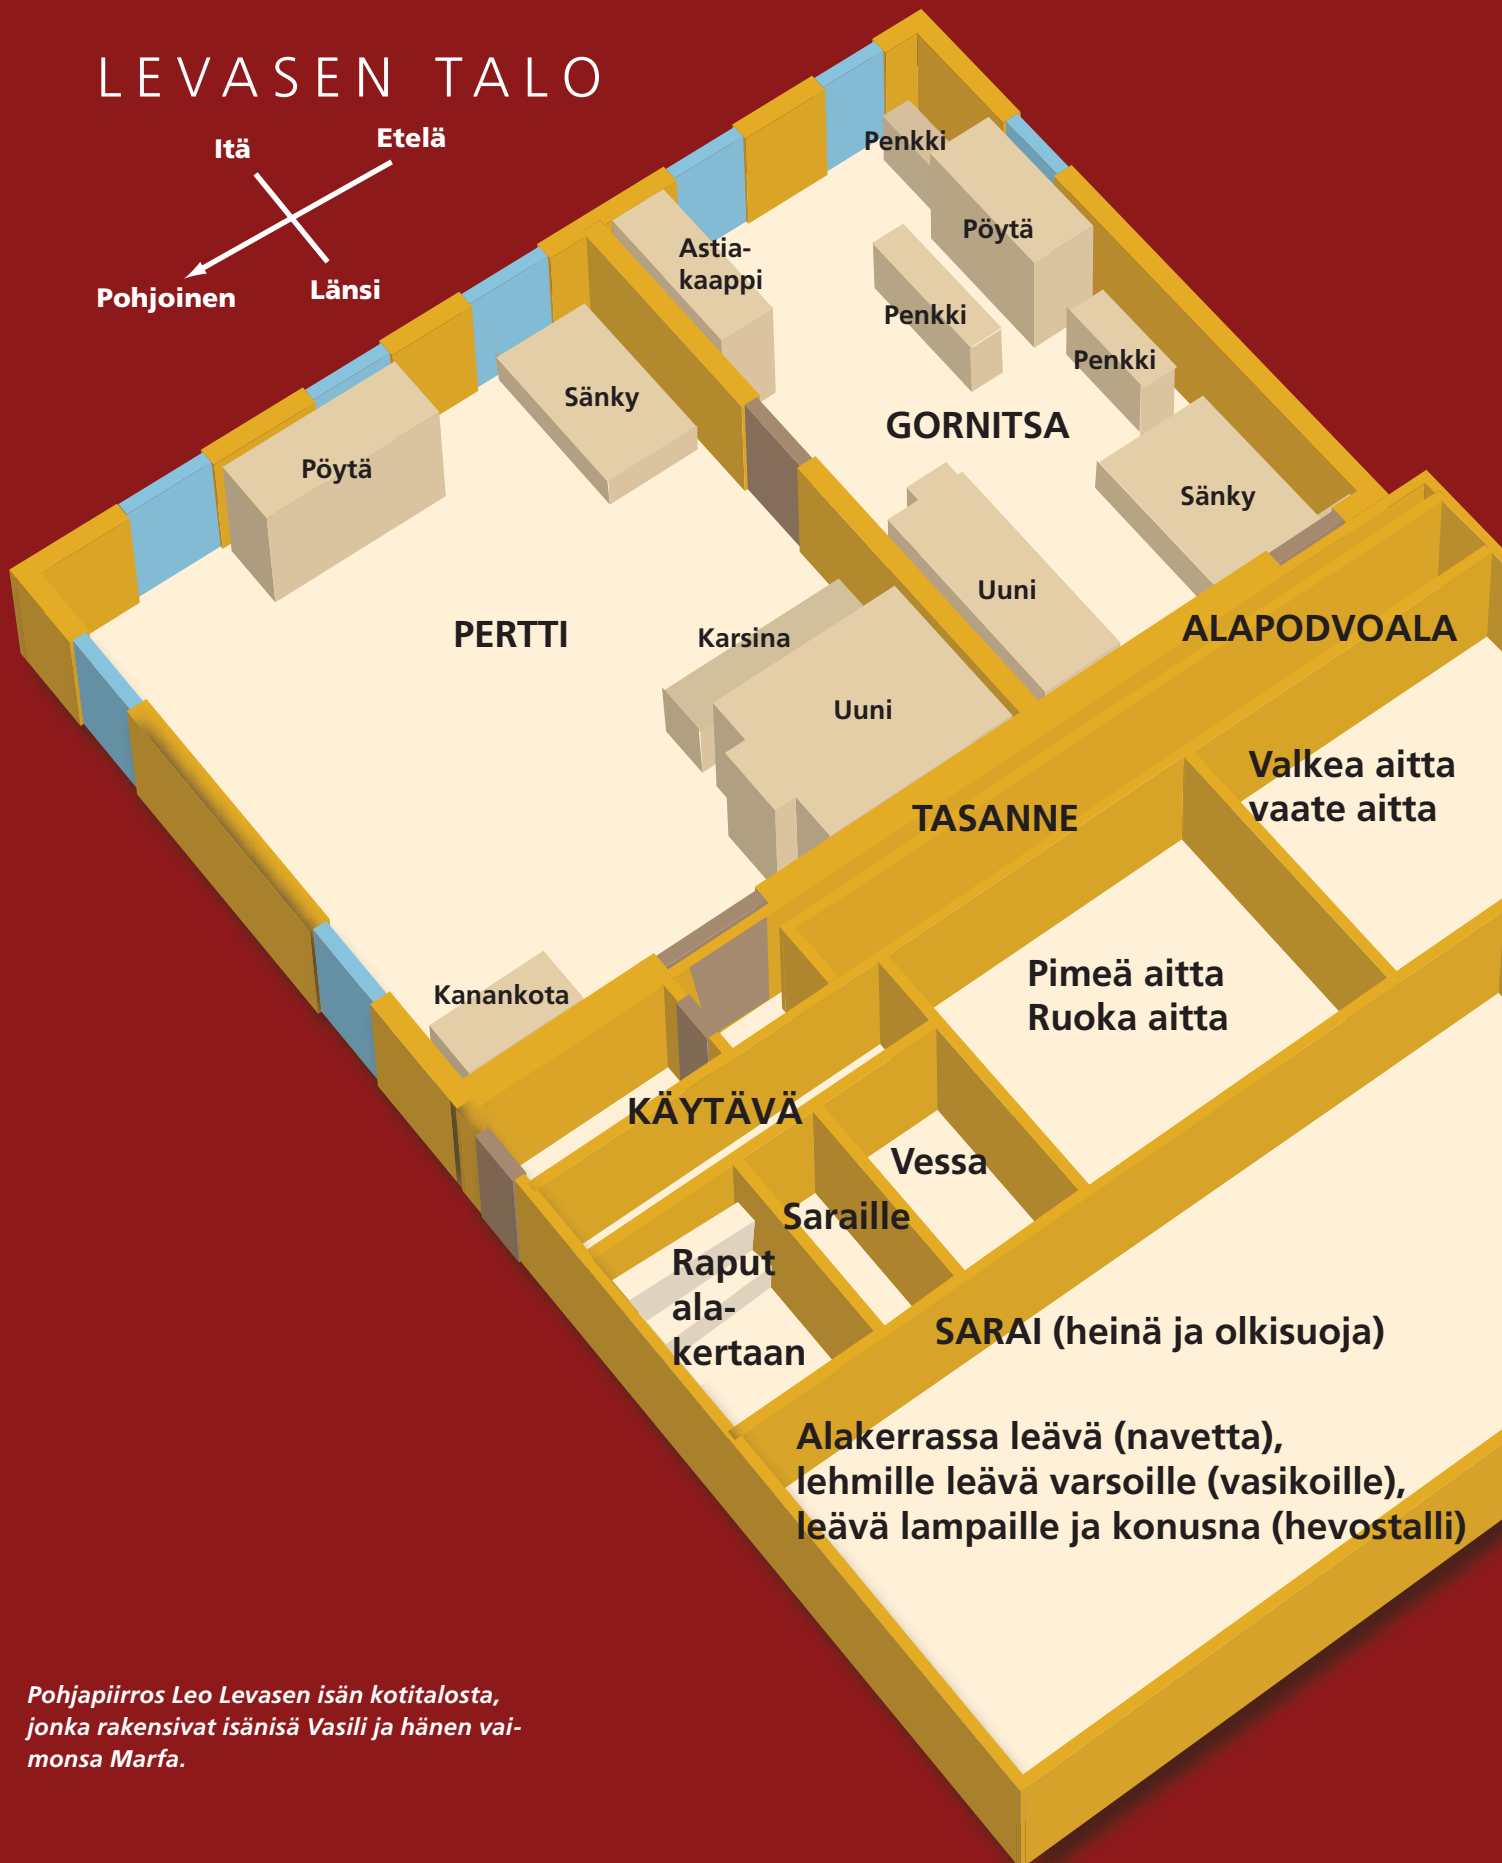 LEVASEN TALO
Itä
Etelä
Pohjoinen
Länsi
Penkki
Pöytä
Astia-
kaappi
Penkki
Penkki
Sänky
GORNITSA
Pöytä
Sänky
Uuni
PERTTI
Karsina
ALAPODVOALA
Uuni
Valkea aitta
vaate aitta
TASANNE
Pimeä aitta
Ruoka aitta
Kanankota
KÄYTÄVÄ
Vessa
Saraille
Raput
ala-
kertaan
SARAI (heinä ja olkisuoja)
Alakerrassa leävä (navetta),
lehmille leävä varsoille (vasikoille),
leävä lampaille ja konusna (hevostalli)
Pohjapiirros Leo Levasen isän kotitalosta,
jonka rakensivat isänisä Vasili ja hänen vai-
monsa Marfa.